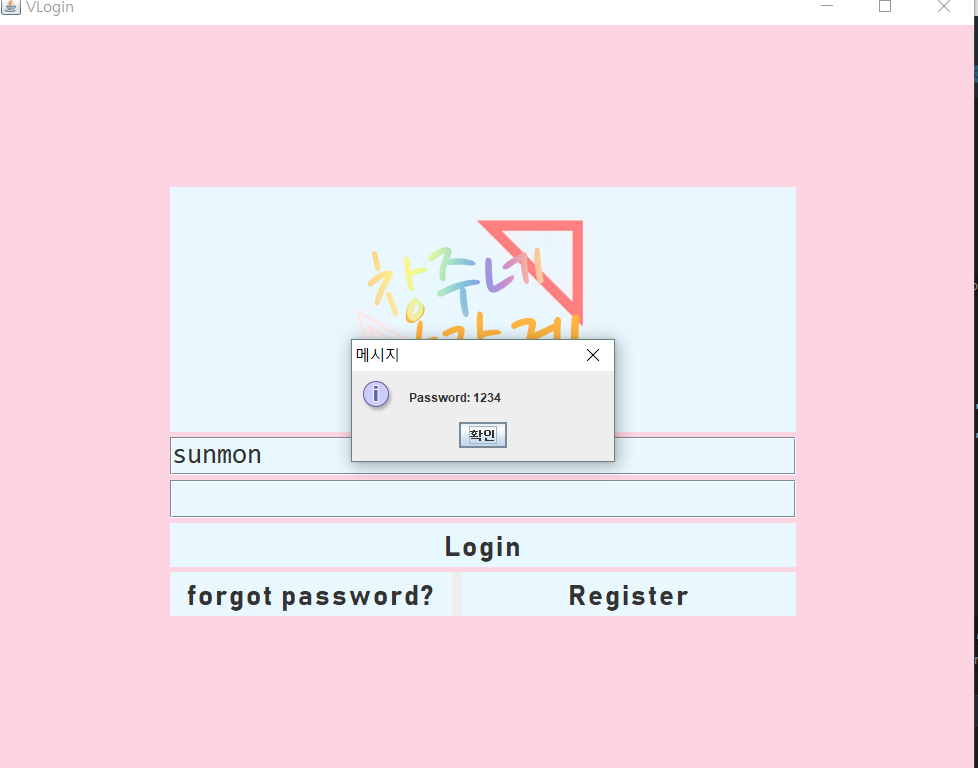 VLogin
창주네
메시지
Password: 1234
확인
sunmon
Login
forgot password?
Register